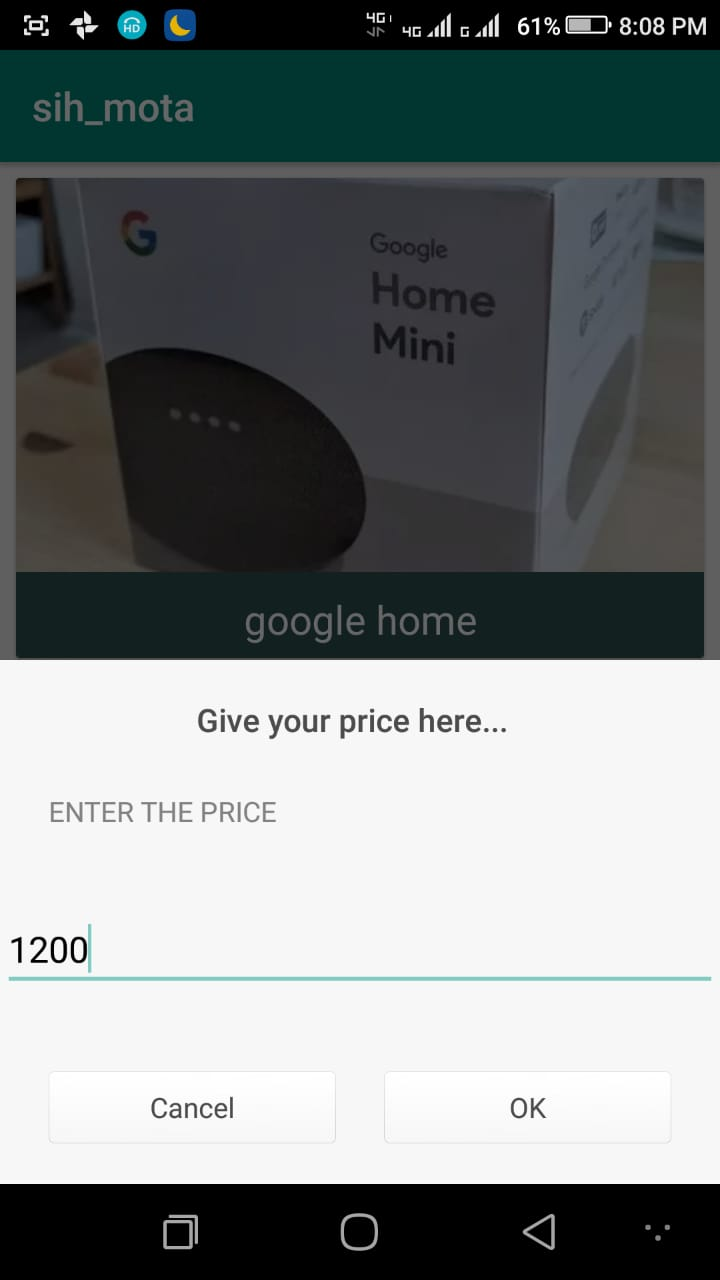 HD
4G
4G
G
61%
8:08 PM
sih_mota
G
Google
Home
Mini
google home
Give your price here...
ENTER THE PRICE
1200
Cancel
OK